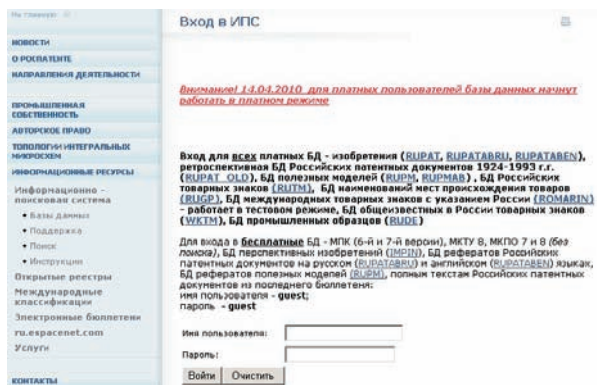 На главную
НОВОСТИ
О РОСПАТЕНТЕ
НАПРАВЛЕНИЯ ДЕЯТЕЛЬНОСТИ
ПРОМЫШЛЕННАЯ
СОБСТВЕННОСТЬ
АВТОРСКОЕ ПРАВО
ТОПОЛОГИИ ИНТЕГРАЛЬНЫХ
МИКРОСХЕМ
ИНФОРМАЦИОННЫЕ РЕСУРСЫ
Информационно -
поисковая система
• Базы данных
• Поддержка
• Поиск
• Инструкции
Открытые реестры
Международные
классификации
Электронные бюллетени
ru.espacenet.com
Услуги
КОНТАКТЫ
Вход в ИПС
Внимание! 14.04.2010 для платных пользователей базы данных начнут
работать в платном режиме
Вход для всех платных БД - изобретения (RUPAT, RUPATABRU, RUPATABEN),
ретроспективная БД Российских патентных документов 1924-1993 г.г.
(RUPAT_OLD), БД полезных моделей (RUPM, RUPMAB) , БД Российских
товарных знаков (RUTM), БД наименований мест происхождения товаров
(RUGP), БД международных товарных знаков с указанием России (ROMARIN)
- работает в тестовом режиме, БД общеизвестных в России товарных знаков
(WKTM), БД промышленных образцов (RUDE)
Для входа в бесплатные БД - МПК (6-й и 7-й версии), МКТУ 8, МКПО 7 и 8 (без
поиска), БД перспективных изобретений (IMPIN), БД рефератов Российских
патентных документов на русском (RUPATABRU) и английском (RUPATABEN) языках,
БД рефератов полезных моделей (RUPM), полным текстам Российских патентных
документов из последнего бюллетеня:
имя пользователя - guest;
пароль - guest
Имя пользователя:
Пароль:
Войти Очистить